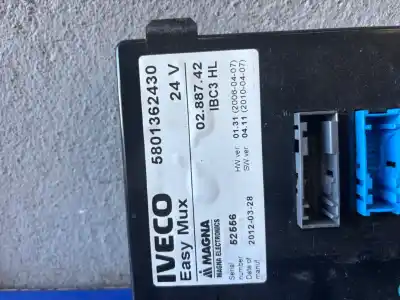 IVECO 5801362430
Easy Mux 24 V
MAGNA 02.887.42
MAGNA ELECTRONICS IBC3 HL
Serial number 52556 HW ver: 01.31 (2006-04-07)
Date of manuf. 2012-03-28 SW ver: 04.11 (2010-04-07)